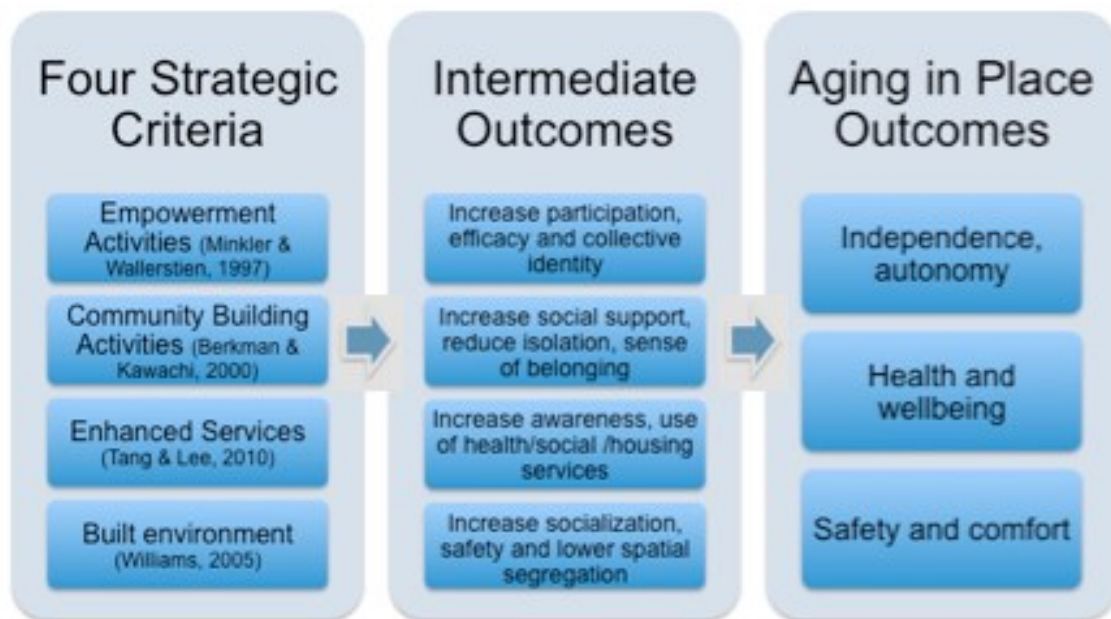 Four Strategic
Criteria
Empowerment
Activities (Minkler &
Wallerstien, 1997)
Community Building
Activities (Berkman &
Kawachi, 2000)
Enhanced Services
(Tang & Lee, 2010)
Built environment
(Williams, 2005)
Intermediate
Outcomes
Increase participation,
efficacy and collective
identity
Increase social support,
reduce isolation, sense
of belonging
Increase awareness, use
of health/social /housing
services
Increase socialization,
safety and lower spatial
segregation
Aging in Place
Outcomes
Independence,
autonomy
Health and
wellbeing
Safety and comfort